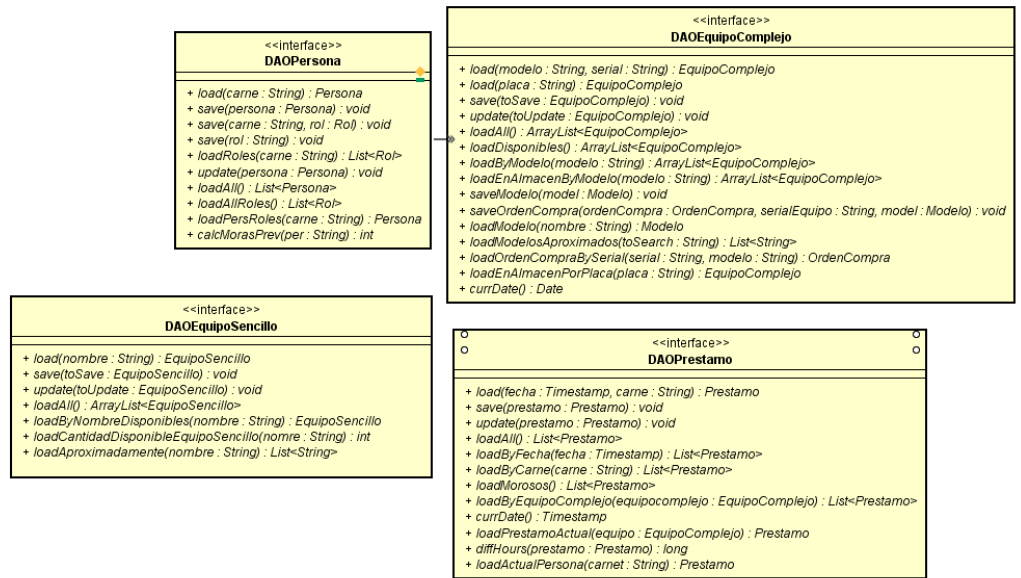 <<interface>>
DAOPersona
+ load(carne : String) : Persona
+ save(persona : Persona) : void
+ save(carne : String, rol : Rol) : void
+ save(rol : String) : void
+ loadRoles(carne : String) : List<Rol>
+ update(persona : Persona) : void
+ loadAll() : List<Persona>
+ loadAllRoles() : List<Rol>
+ loadPersRoles(carne : String) : Persona
+ calcMorasPrev(per : String) : int
<<interface>>
DAOEquipoComplejo
+ load(modelo : String, serial : String) : EquipoComplejo
+ load(placa : String) : EquipoComplejo
+ save(toSave : EquipoComplejo) : void
+ update(toUpdate : EquipoComplejo) : void
+ loadAll() : ArrayList<EquipoComplejo>
+ loadDisponibles() : ArrayList<EquipoComplejo>
+ loadByModelo(modelo : String) : ArrayList<EquipoComplejo>
+ loadEnAlmacenByModelo(modelo : String) : ArrayList<EquipoComplejo>
+ saveModelo(model : Modelo) : void
+ saveOrdenCompra(ordenCompra : OrdenCompra, serialEquipo : String, model : Modelo) : void
+ loadModelo(nombre : String) : Modelo
+ loadModelosAproximados(toSearch : String) : List<String>
+ loadOrdenCompraBySerial(serial : String, modelo : String) : OrdenCompra
+ loadEnAlmacenPorPlaca(placa : String) : EquipoComplejo
+ currDate() : Date
<<interface>>
DAOEquipoSencillo
+ load(nombre : String) : EquipoSencillo
+ save(toSave : EquipoSencillo) : void
+ update(toUpdate : EquipoSencillo) : void
+ loadAll() : ArrayList<EquipoSencillo>
+ loadByNombreDisponibles(nombre : String) : EquipoSencillo
+ loadCantidadDisponibleEquipoSencillo(nomre : String) : int
+ loadAproximadamente(nombre : String) : List<String>
<<interface>>
DAOPrestamo
+ load(fecha : Timestamp, carne : String) : Prestamo
+ save(prestamo : Prestamo) : void
+ update(prestamo : Prestamo) : void
+ loadAll() : List<Prestamo>
+ loadByFecha(fecha : Timestamp) : List<Prestamo>
+ loadByCarne(carne : String) : List<Prestamo>
+ loadMorosos() : List<Prestamo>
+ loadByEquipoComplejo(equipocomplejo : EquipoComplejo) : List<Prestamo>
+ currDate() : Timestamp
+ loadPrestamoActual(equipo : EquipoComplejo) : Prestamo
+ diffHours(prestamo : Prestamo) : long
+ loadActualPersona(carnet : String) : Prestamo